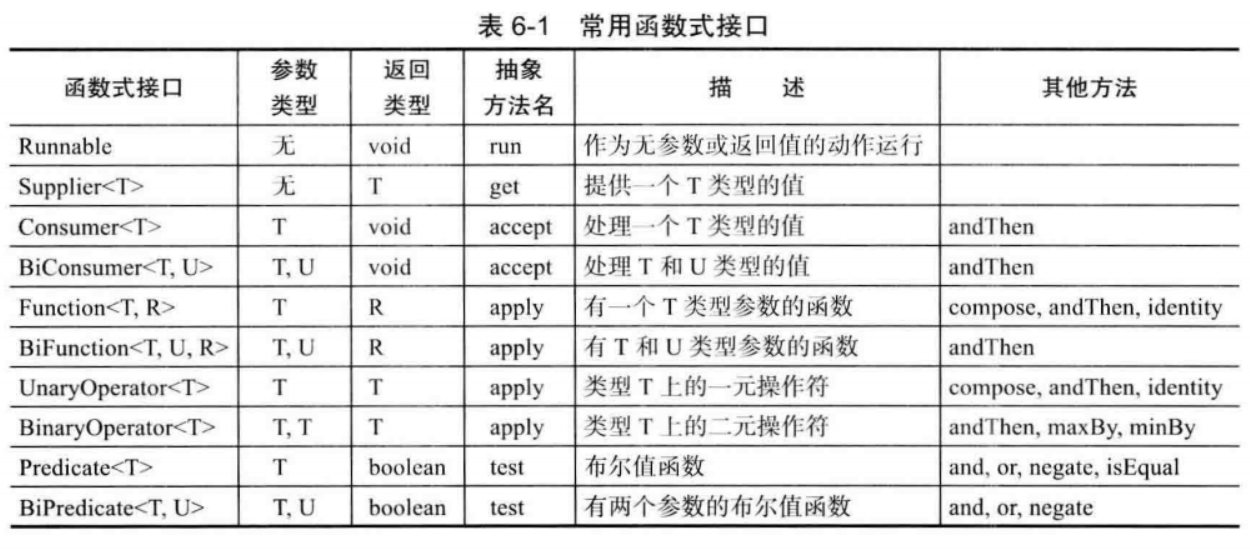 表 6-1 常用函数式接口
函数式接口 参数类型 返回类型 抽象方法名 描 述 其他方法
Runnable 无 void run 作为无参数或返回值的动作运行
Supplier<T> 无 T get 提供一个 T 类型的值
Consumer<T> T void accept 处理一个 T 类型的值 andThen
BiConsumer<T, U> T, U void accept 处理 T 和 U 类型的值 andThen
Function<T, R> T R apply 有一个 T 类型参数的函数 compose, andThen, identity
BiFunction<T, U, R> T, U R apply 有 T 和 U 类型参数的函数 andThen
UnaryOperator<T> T T apply 类型 T 上的一元操作符 compose, andThen, identity
BinaryOperator<T> T, T T apply 类型 T 上的二元操作符 andThen, maxBy, minBy
Predicate<T> T boolean test 布尔值函数 and, or, negate, isEqual
BiPredicate<T, U> T, U boolean test 有两个参数的布尔值函数 and, or, negate